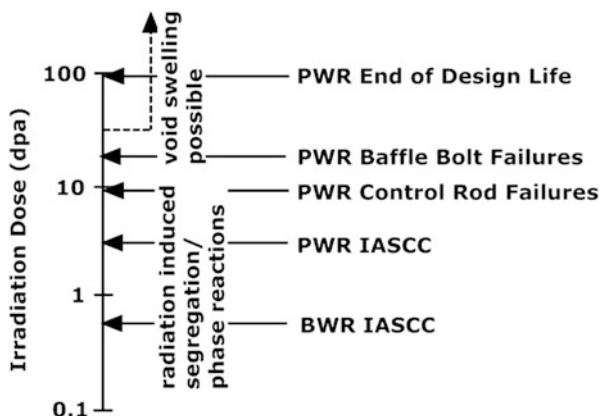 Irradiation Dose (dpa)
100
10
1
0.1
void swelling
possible
radiation induced
segregation/
phase reactions
PWR End of Design Life
PWR Baffle Bolt Failures
PWR Control Rod Failures
PWR IASCC
BWR IASCC